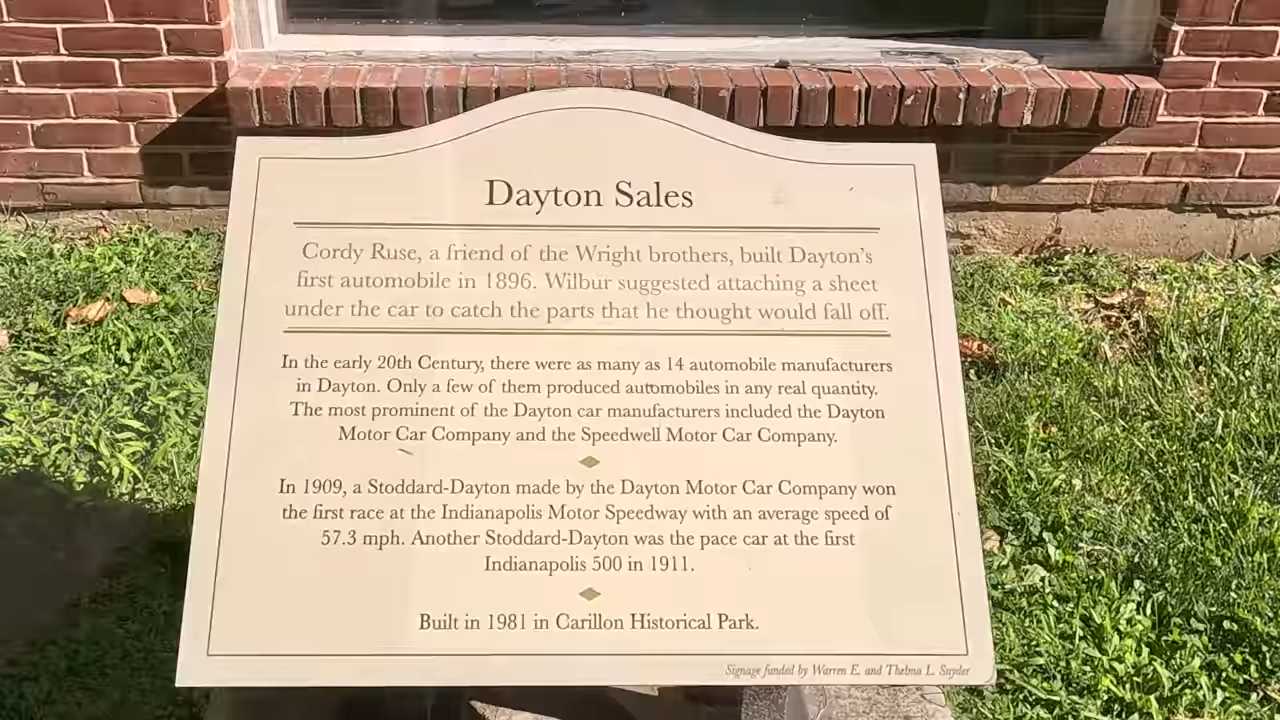 Dayton Sales
Cordy Ruse, a friend of the Wright brothers, built Dayton's
first automobile in 1896. Wilbur suggested attaching a sheet
under the car to catch the parts that he thought would fall off.
In the early 20th Century, there were as many as 14 automobile manufacturers
in Dayton. Only a few of them produced automobiles in any real quantity.
The most prominent of the Dayton car manufacturers included the Dayton
Motor Car Company and the Speedwell Motor Car Company.
In 1909, a Stoddard-Dayton made by the Dayton Motor Car Company won
the first race at the Indianapolis Motor Speedway with an average speed of
57.3 mph. Another Stoddard-Dayton was the pace car at the first
Indianapolis 500 in 1911.
Built in 1981 in Carillon Historical Park.
Signage funded by Warren E. and Thelma L. Snyder